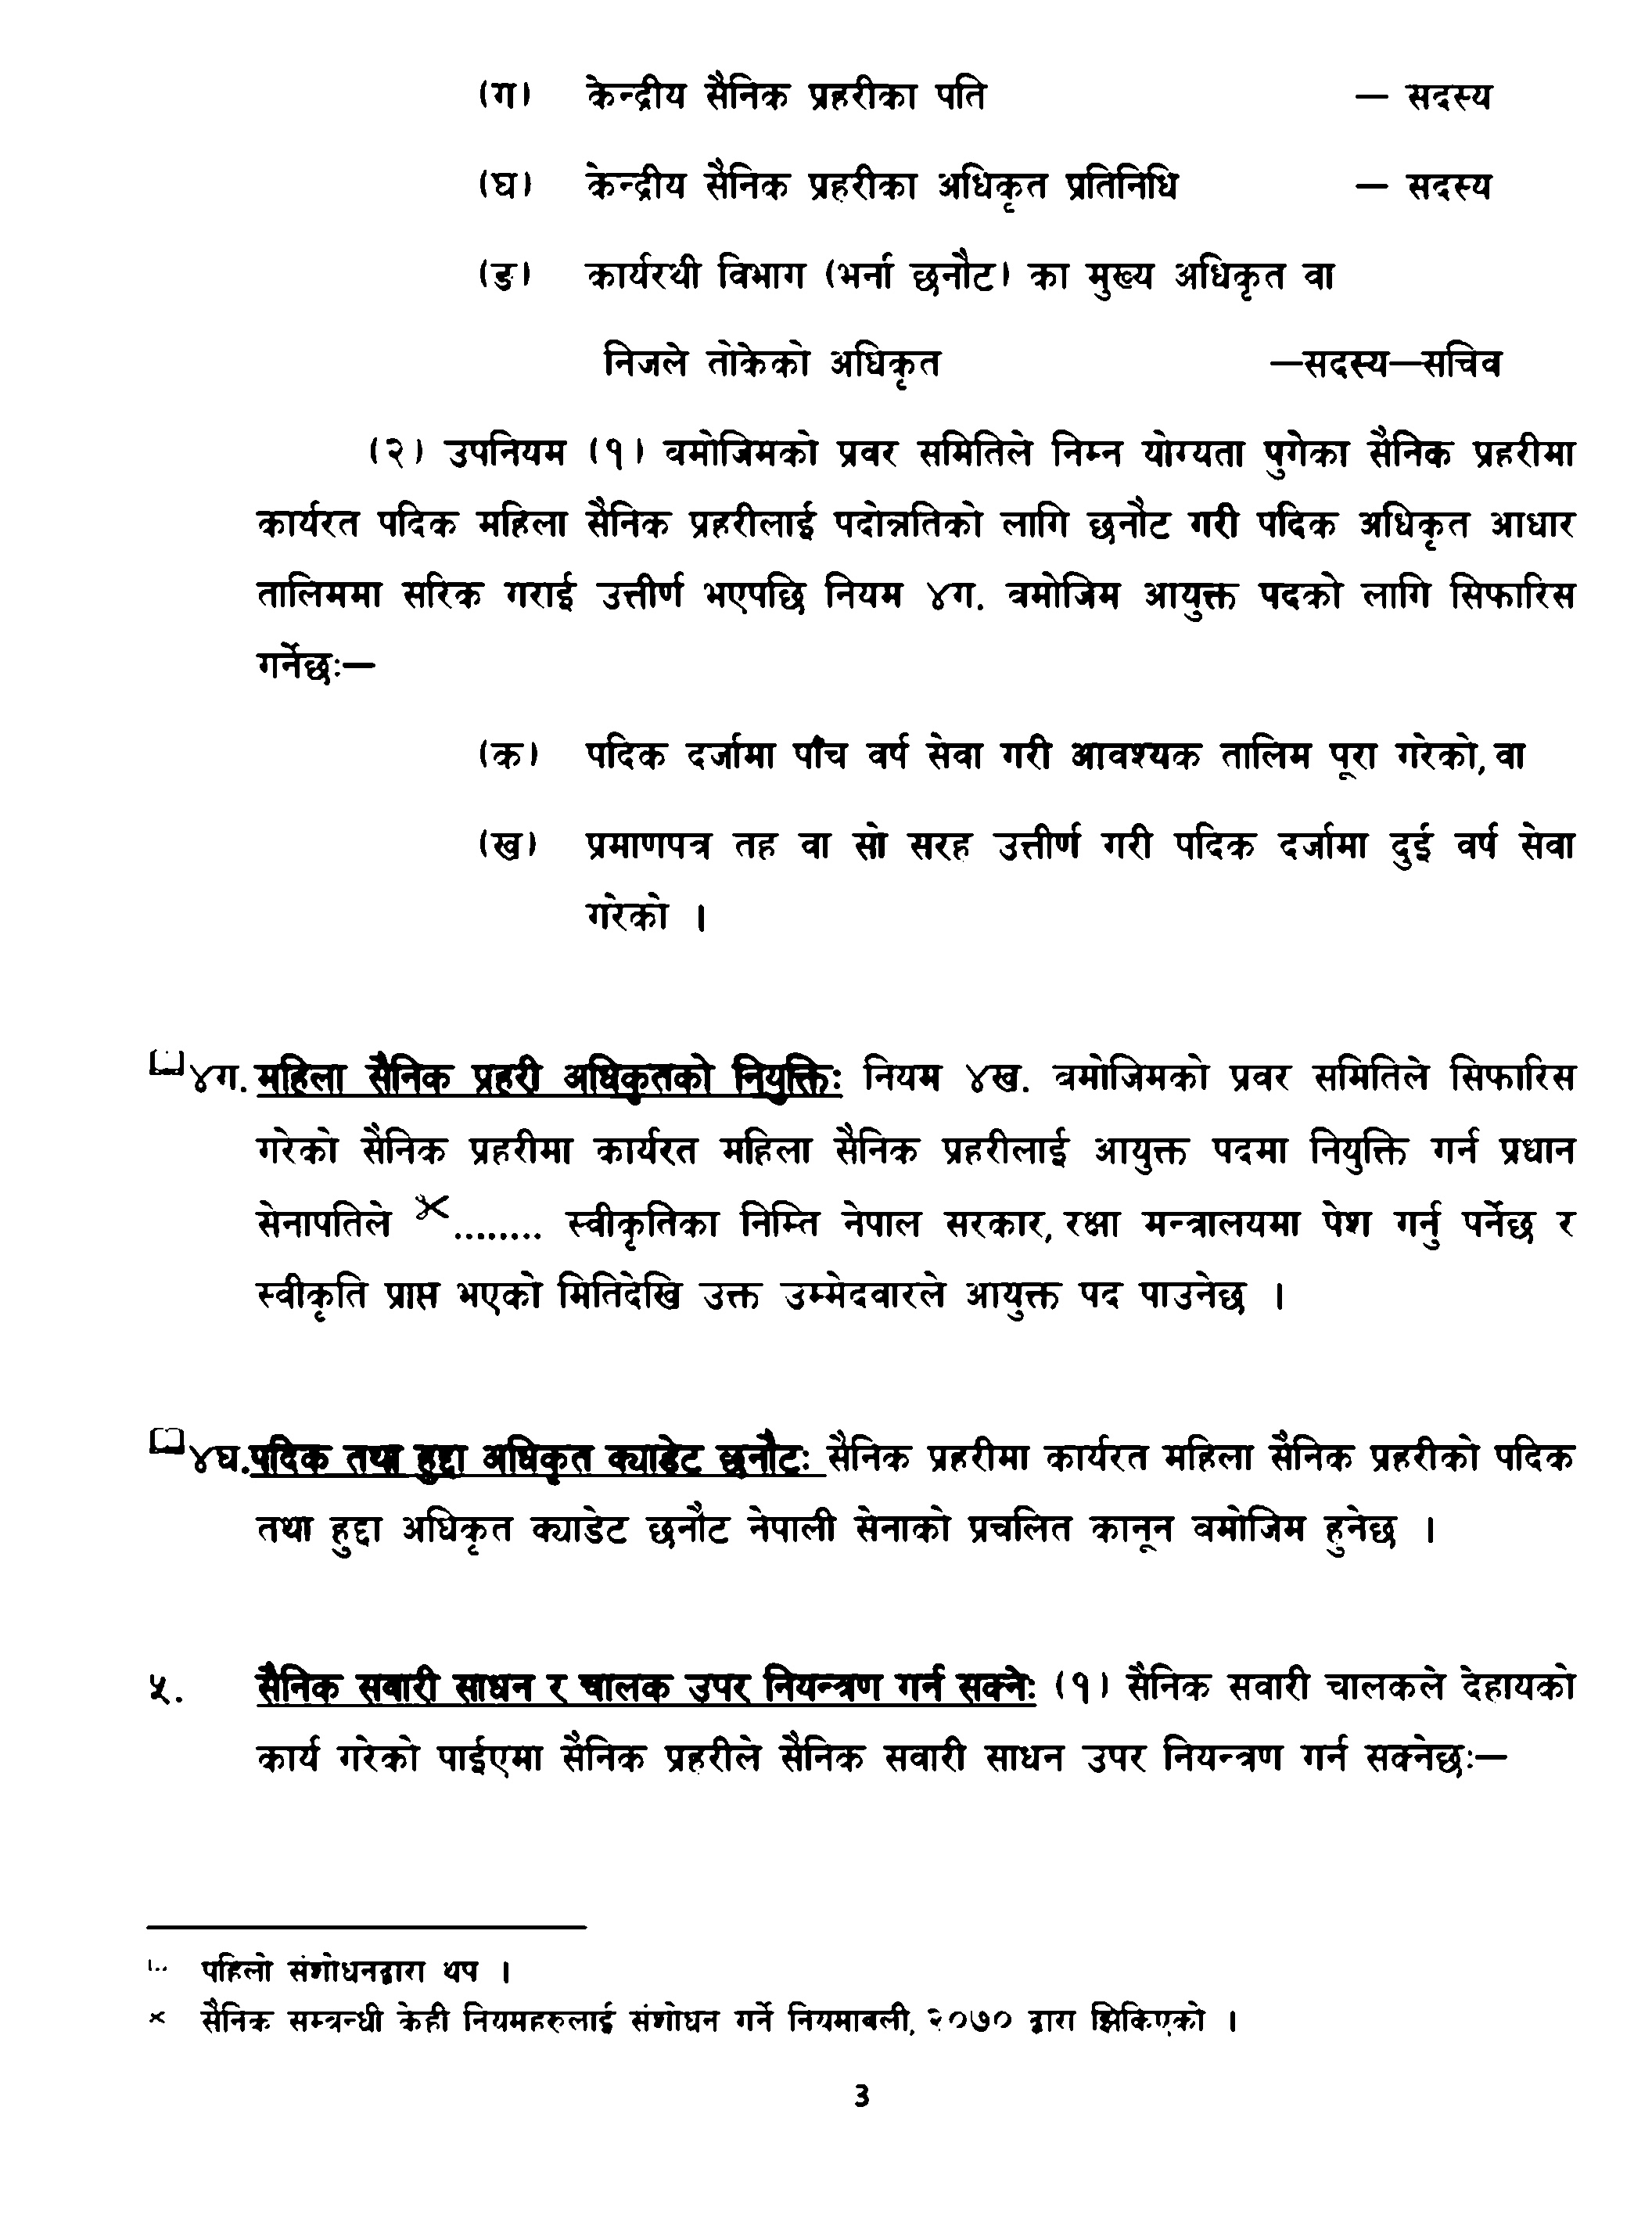 (ग) केन्द्रीय सैनिक प्रहरीका पति — सदस्य
(घ) केन्द्रीय सैनिक प्रहरीका अधिकृत प्रतिनिधि — सदस्य
(ङ) कार्यरथी विभाग (भर्ना छनौट) का मुख्य अधिकृत वा
निजले तोकेको अधिकृत —सदस्य—सचिव
(२) उपनियम (१) बमोजिमको प्रवर समितिले निम्न योग्यता पुगेका सैनिक प्रहरीमा
कार्यरत पदिक महिला सैनिक प्रहरीलाई पदोन्नतिको लागि छनौट गरी पदिक अधिकृत आधार
तालिममा सरिक गराई उत्तीर्ण भएपछि नियम ४ग. बमोजिम आयुक्त पदको लागि सिफारिस
गर्नेछः—
(क) पदिक दर्जामा पाँच वर्ष सेवा गरी आवश्यक तालिम पूरा गरेको, वा
(ख) प्रमाणपत्र तह वा सो सरह उत्तीर्ण गरी पदिक दर्जामा दुई वर्ष सेवा
गरेको ।
४ग. महिला सैनिक प्रहरी अधिकृतको नियुक्तिः नियम ४ख. बमोजिमको प्रवर समितिले सिफारिस
गरेको सैनिक प्रहरीमा कार्यरत महिला सैनिक प्रहरीलाई आयुक्त पदमा नियुक्ति गर्न प्रधान
सेनापतिले ✂........ स्वीकृतिका निम्ति नेपाल सरकार, रक्षा मन्त्रालयमा पेश गर्नु पर्नेछ र
स्वीकृति प्राप्त भएको मितिदेखि उक्त उम्मेदवारले आयुक्त पद पाउनेछ ।
४घ.पदिक तथा हुद्दा अधिकृत क्याडेट छनौटः सैनिक प्रहरीमा कार्यरत महिला सैनिक प्रहरीको पदिक
तथा हुद्दा अधिकृत क्याडेट छनौट नेपाली सेनाको प्रचलित कानून बमोजिम हुनेछ ।
५. सैनिक सवारी साधन र चालक उपर नियन्त्रण गर्न सक्नेः (१) सैनिक सवारी चालकले देहायको
कार्य गरेको पाईएमा सैनिक प्रहरीले सैनिक सवारी साधन उपर नियन्त्रण गर्न सक्नेछः—
पहिलो संशोधनद्वारा थप ।
✂ सैनिक सम्बन्धी केही नियमहरुलाई संशोधन गर्ने नियमावली, २०७० द्वारा झिकिएको ।
३